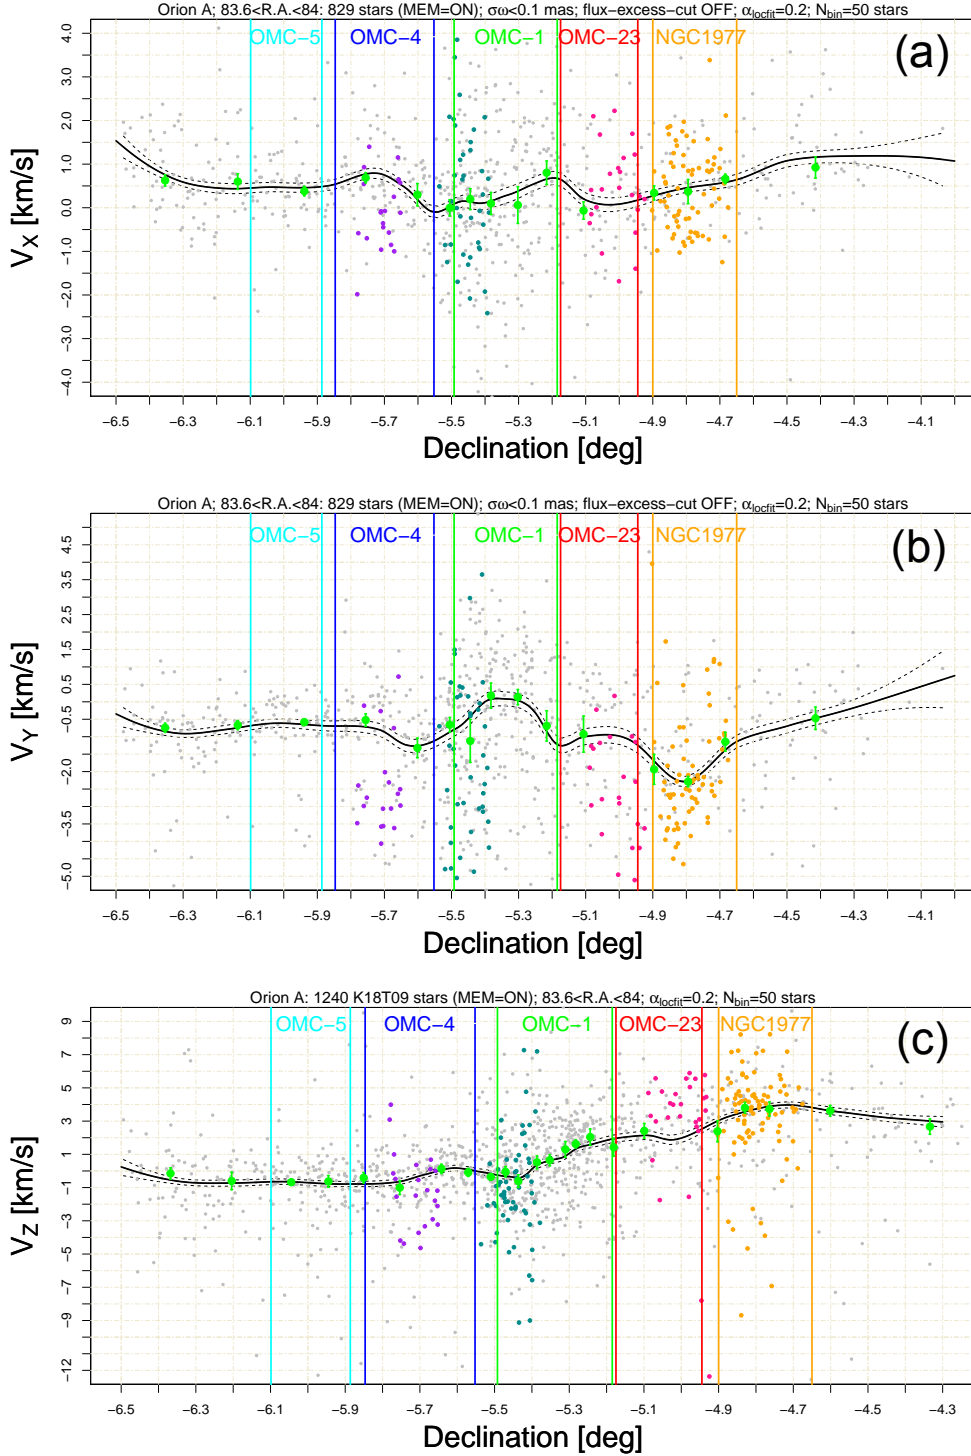 Orion A; 83.6<R.A.<84: 829 stars (MEM=ON); σω<0.1 mas; flux−excess−cut OFF; αlocfit=0.2; Nbin=50 stars
OMC−5 OMC−4 OMC−1 OMC−23 NGC1977
(a)
4.0
3.0
2.0
1.0
0.0
−1.0
−2.0
−3.0
−4.0
VX [km/s]
−6.5 −6.3 −6.1 −5.9 −5.7 −5.5 −5.3 −5.1 −4.9 −4.7 −4.5 −4.3 −4.1
Declination [deg]
Orion A; 83.6<R.A.<84: 829 stars (MEM=ON); σω<0.1 mas; flux−excess−cut OFF; αlocfit=0.2; Nbin=50 stars
OMC−5 OMC−4 OMC−1 OMC−23 NGC1977
(b)
4.5
3.5
2.5
1.5
0.5
−0.5
−2.0
−3.5
−5.0
VY [km/s]
−6.5 −6.3 −6.1 −5.9 −5.7 −5.5 −5.3 −5.1 −4.9 −4.7 −4.5 −4.3 −4.1
Declination [deg]
Orion A: 1240 K18T09 stars (MEM=ON); 83.6<R.A.<84; αlocfit=0.2; Nbin=50 stars
OMC−5 OMC−4 OMC−1 OMC−23 NGC1977
(c)
9
7
5
3
1
−1
−3
−5
−7
−9
−12
VZ [km/s]
−6.5 −6.3 −6.1 −5.9 −5.7 −5.5 −5.3 −5.1 −4.9 −4.7 −4.5 −4.3
Declination [deg]